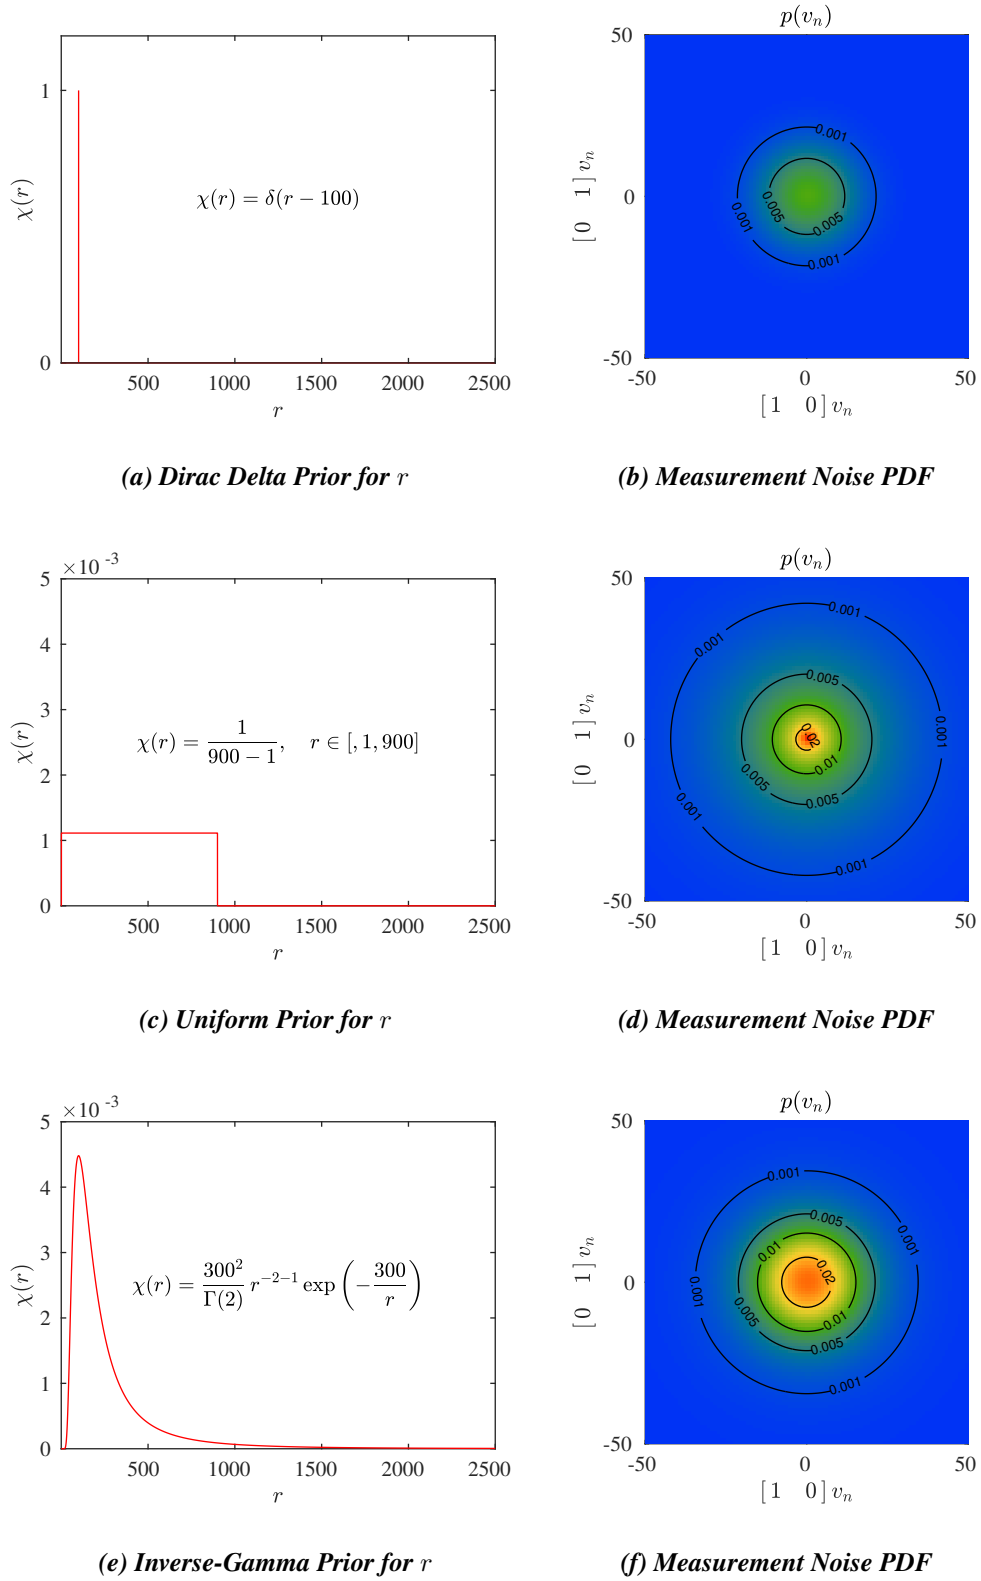 1
0
χ(r)
χ(r) = δ(r − 100)
500 1000 1500 2000 2500
r
(a) Dirac Delta Prior for r
p(v_n)
50
0
-50
[0 1] v_n
0.001
0.005
0.001
0.005
0.001
-50 0 50
[1 0] v_n
(b) Measurement Noise PDF
×10 -3
5
4
3
2
1
0
χ(r)
χ(r) = 1/(900 − 1), r ∈ [, 1, 900]
500 1000 1500 2000 2500
r
(c) Uniform Prior for r
p(v_n)
50
0
-50
[0 1] v_n
0.001
0.001
0.005
0.02
0.001
0.01
0.005
0.005
0.001
0.001
-50 0 50
[1 0] v_n
(d) Measurement Noise PDF
×10 -3
5
4
3
2
1
0
χ(r)
χ(r) = 300²/Γ(2) r^{−2−1} exp (−300/r)
500 1000 1500 2000 2500
r
(e) Inverse-Gamma Prior for r
p(v_n)
50
0
-50
[0 1] v_n
0.001
0.005
0.01
0.001
0.02
0.001
0.005
0.01
0.005
0.001
-50 0 50
[1 0] v_n
(f) Measurement Noise PDF